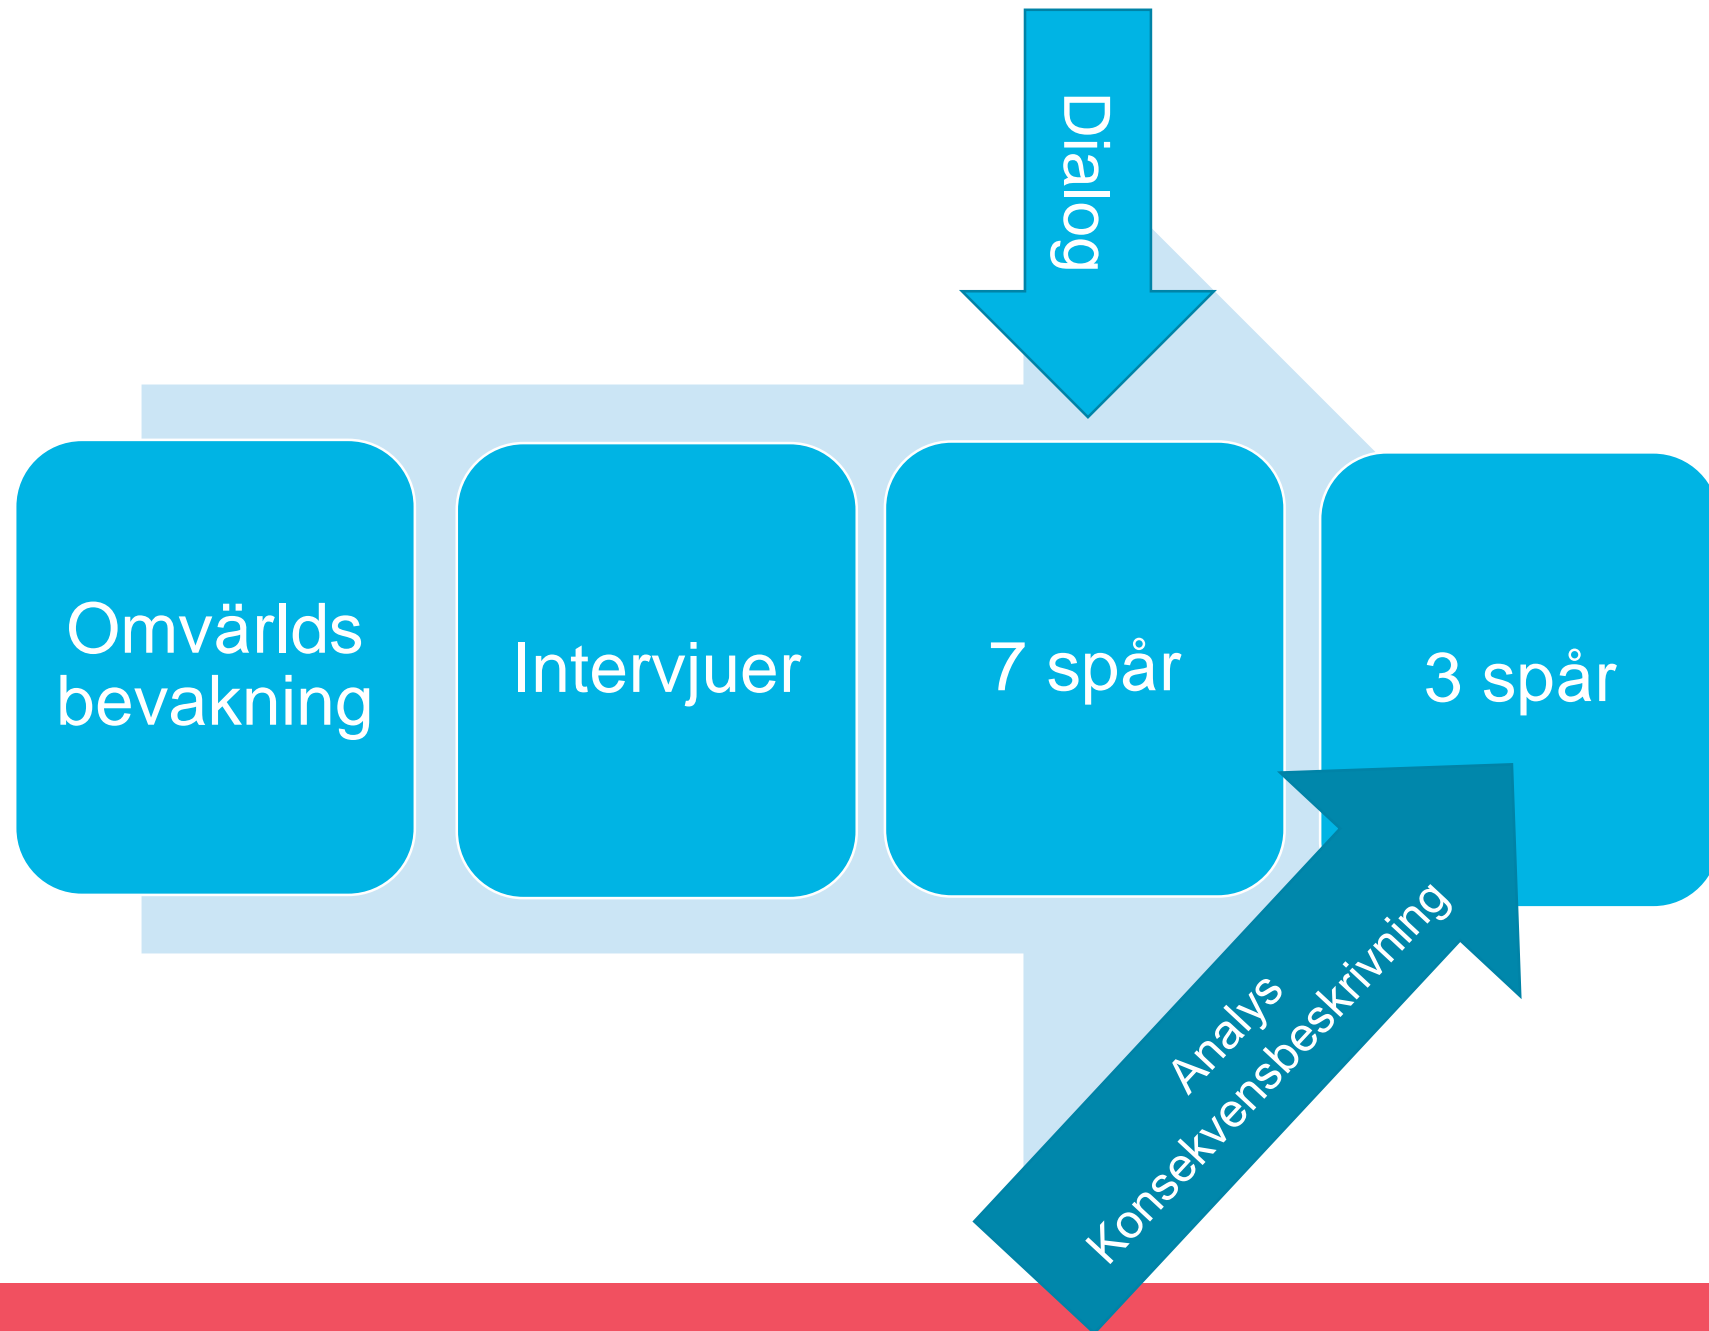 Dialog
Omvärlds
bevakning
Intervjuer
7 spår
3 spår
Analys
Konsekvensbeskrivning